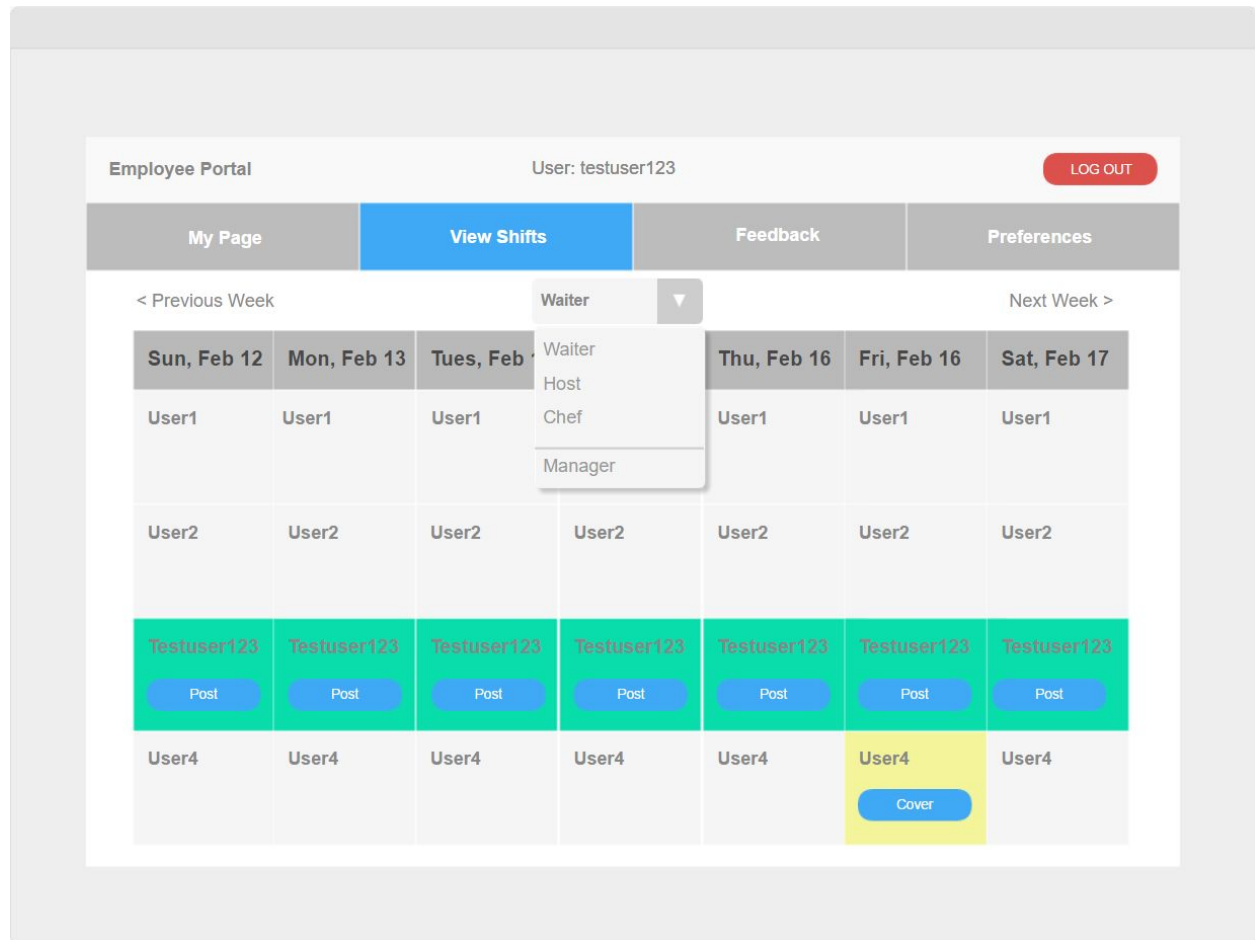 Employee Portal User: testuser123 LOG OUT
My Page View Shifts Feedback Preferences
< Previous Week Waiter ▼ Next Week >
Sun, Feb 12 Mon, Feb 13 Tues, Feb Thu, Feb 16 Fri, Feb 16 Sat, Feb 17
Waiter
Host
Chef
Manager
User1 User1 User1 User1 User1 User1
User2 User2 User2 User2 User2 User2 User2
Testuser123 Testuser123 Testuser123 Testuser123 Testuser123 Testuser123 Testuser123
Post Post Post Post Post Post Post
User4 User4 User4 User4 User4 User4 User4
Cover